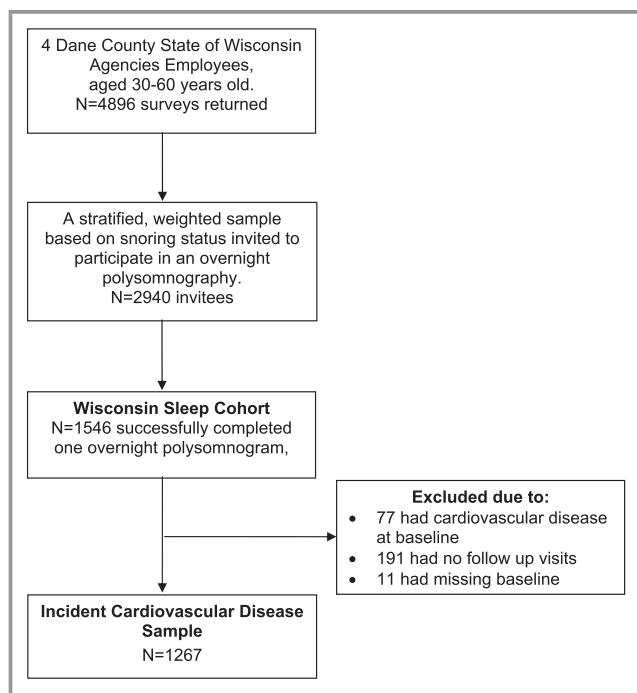 4 Dane County State of Wisconsin
Agencies Employees,
aged 30-60 years old.
N=4896 surveys returned
A stratified, weighted sample
based on snoring status invited to
participate in an overnight
polysomnography.
N=2940 invitees
Wisconsin Sleep Cohort
N=1546 successfully completed
one overnight polysomnogram,
Excluded due to:
• 77 had cardiovascular disease
at baseline
• 191 had no follow up visits
• 11 had missing baseline
Incident Cardiovascular Disease
Sample
N=1267